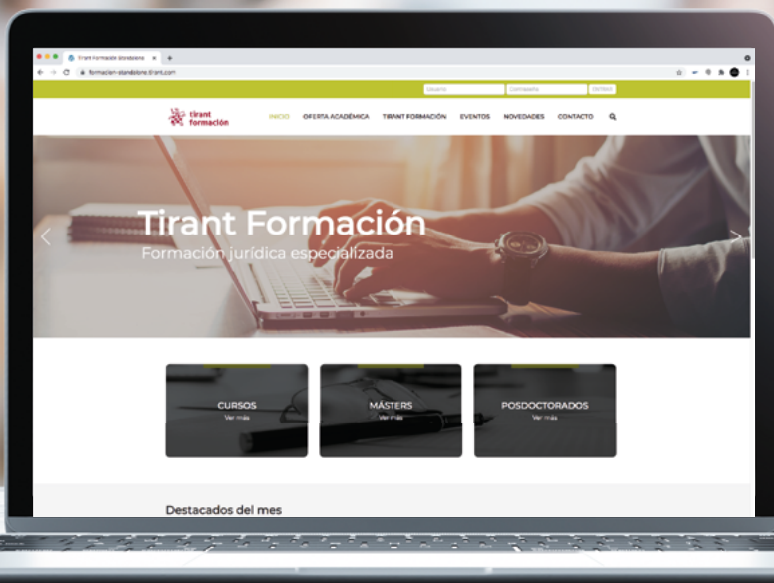 Tirant Formación Standalone
formacion-standalone.tirant.com
Usuario Contraseña ENTRAR
tirant
formación
INICIO OFERTA ACADÉMICA TIRANT FORMACIÓN EVENTOS NOVEDADES CONTACTO
Tirant Formación
Formación jurídica especializada
CURSOS MÁSTERS POSDOCTORADOS
Ver más Ver más Ver más
Destacados del mes